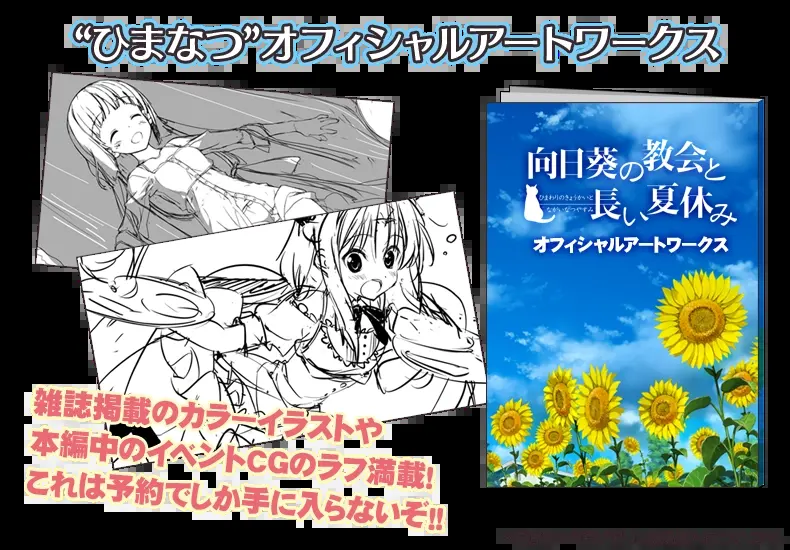 “ひまなつ”オフィシャルアートワークス
向日葵の教会と
ひまわりのきょうかいと
ながいなつやすみ
長い夏休み
オフィシャルアートワークス
雑誌掲載のカラーイラストや
本編中のイベントCGのラフ満載!
これは予約でしか手に入らないぞ!!